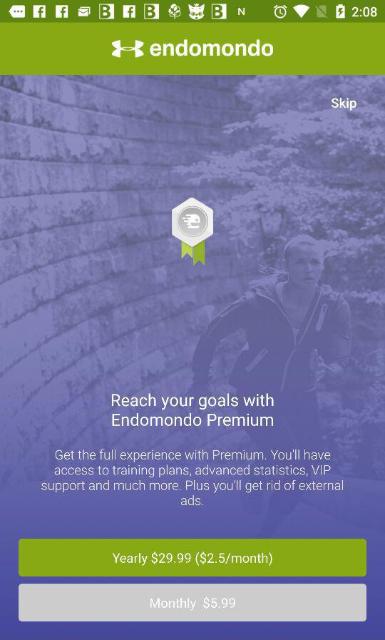 2:08
endomondo
Skip
Reach your goals with
Endomondo Premium
Get the full experience with Premium. You'll have
access to training plans, advanced statistics, VIP
support and much more. Plus you'll get rid of external
ads.
Yearly $29.99 ($2.5/month)
Monthly $5.99